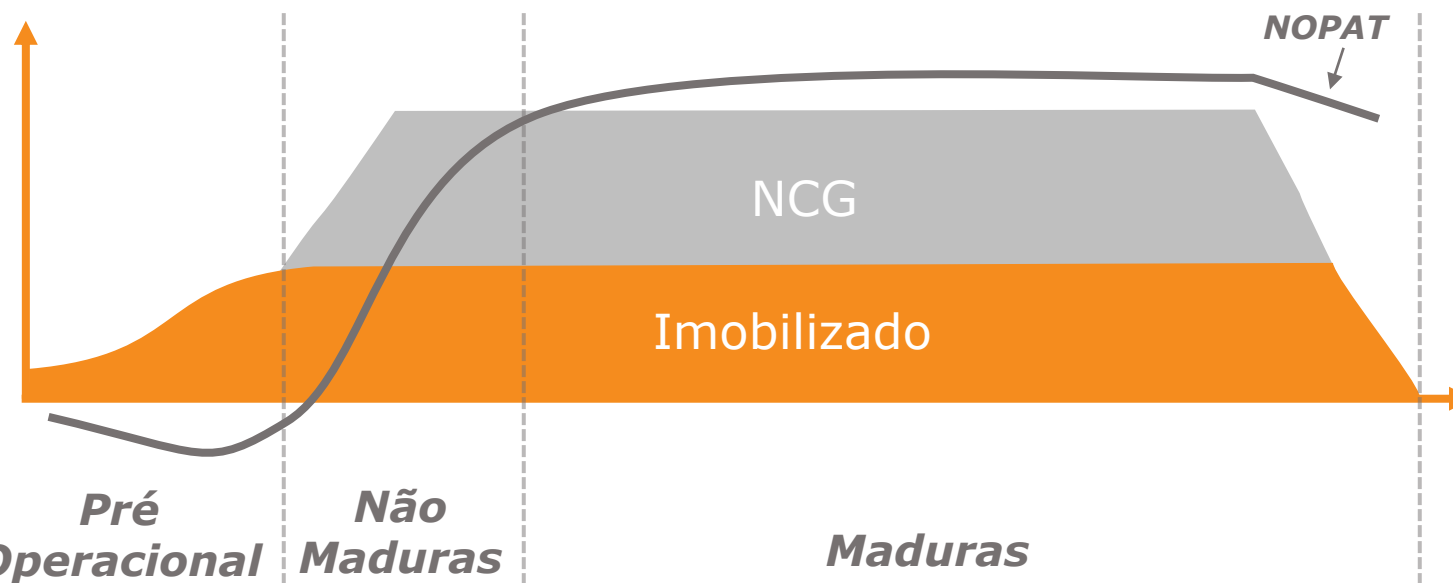 NOPAT
NCG
Imobilizado
Pré
Operacional
Não
Maduras
Maduras